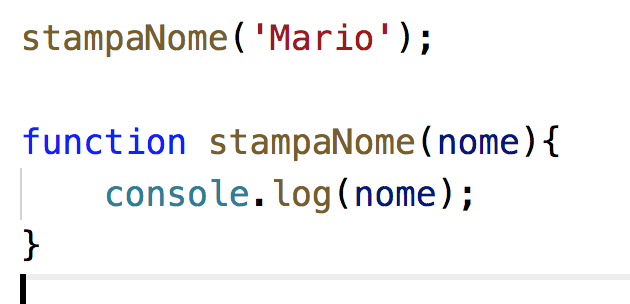 stampaNome('Mario');
function stampaNome(nome){
    console.log(nome);
}